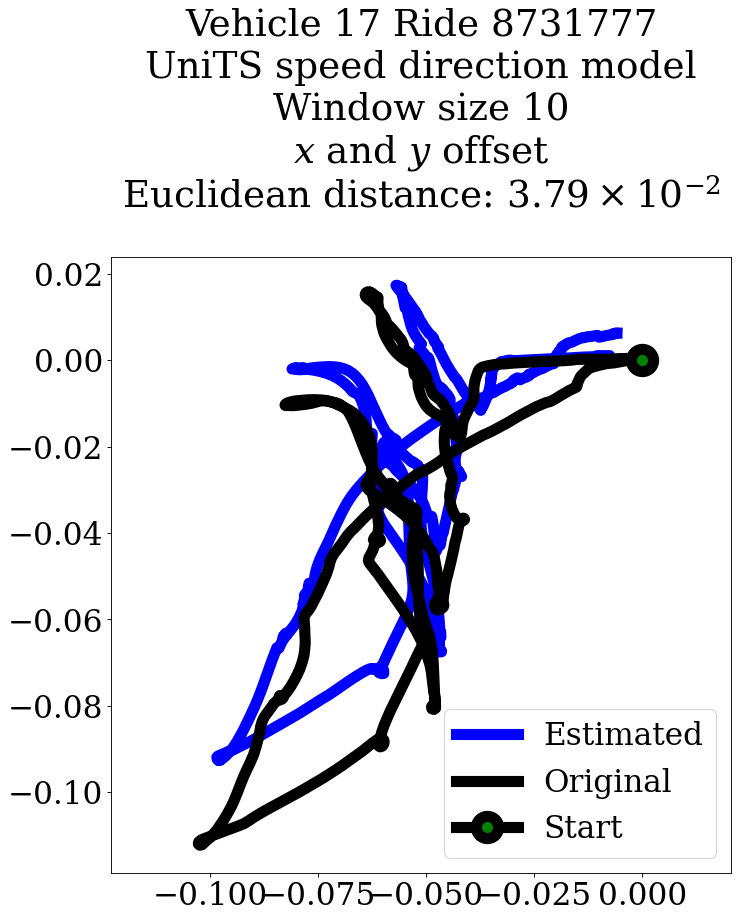 Vehicle 17 Ride 8731777
UniTS speed direction model
Window size 10
x and y offset
Euclidean distance: 3.79 × 10⁻²
0.02
0.00
−0.02
−0.04
−0.06
−0.08
−0.10
Estimated
Original
Start
−0.100 −0.075 −0.050 −0.025 0.000